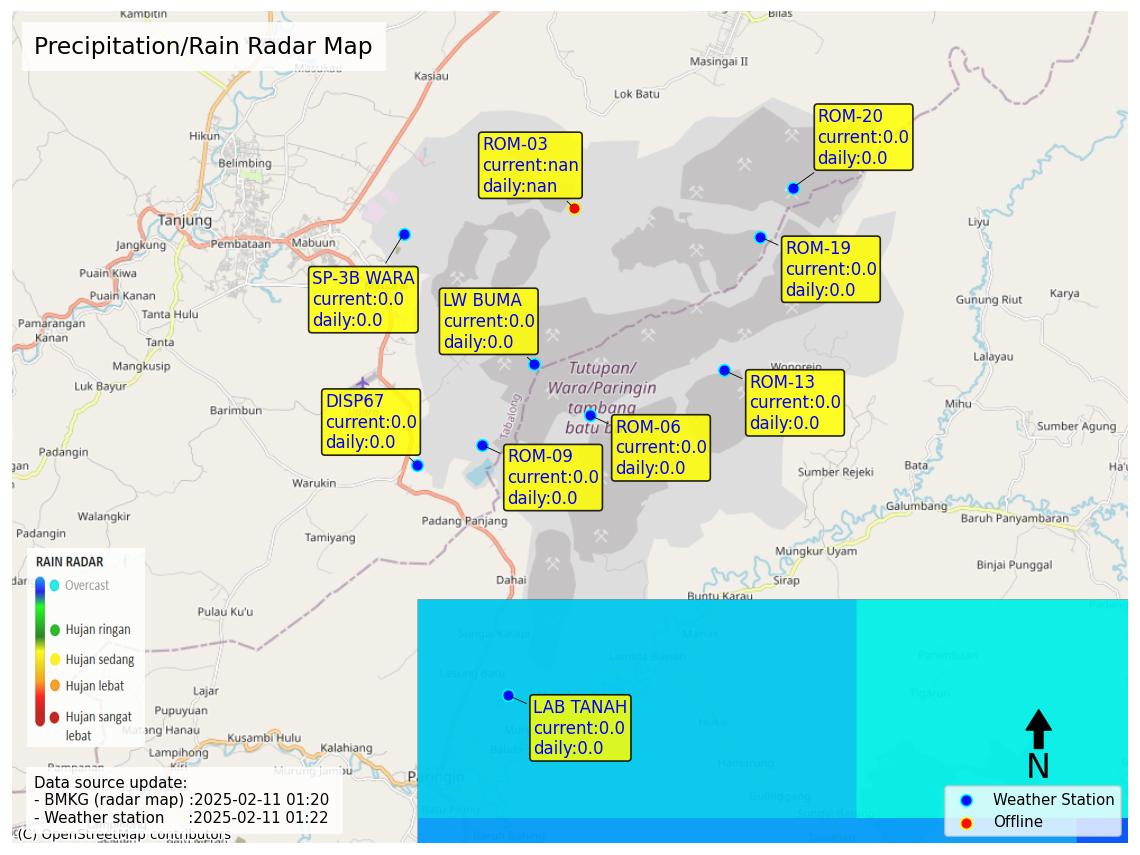 Kambitin
Bilas
Precipitation/Rain Radar Map
Masingai II
Kasiau
Lok Batu
Hikun
ROM-20
current:0.0
daily:0.0
ROM-03
current:nan
daily:nan
Belimbing
Tanjung
Liyu
Jangkung
Pembataan
Mabuun
ROM-19
current:0.0
daily:0.0
Puain Kiwa
SP-3B WARA
current:0.0
daily:0.0
Puain Kanan
LW BUMA
current:0.0
daily:0.0
Karya
Gunung Riut
Tanta Hulu
Pamarangan
Kanan
Tanta
Lalayau
Mangkusip
Wonorejo
Tutupan/
Wara/Paringin
tambang
batu b
Luk Bayur
ROM-13
current:0.0
daily:0.0
Tabalong
DISP67
current:0.0
daily:0.0
Mihu
Barimbun
ROM-06
current:0.0
daily:0.0
Sumber Agung
ROM-09
current:0.0
daily:0.0
Bata
Sumber Rejeki
Warukin
Galumbang
Walangkir
Padang Panjang
Baruh Panyambaran
Padangin
Tamiyang
Mungkur Uyam
Binjai Punggal
RAIN RADAR
Overcast
Hujan ringan
Hujan sedang
Hujan lebat
Hujan sangat
lebat
Dahai
Sirap
Buntu Karau
Pulau Ku'u
Lajar
Pupuyuan
LAB TANAH
current:0.0
daily:0.0
Matang Hanau
Kusambi Hulu
Kalahiang
Lampihong
Kiri
Murung Jambu
Paringin
N
Data source update:
- BMKG (radar map) :2025-02-11 01:20
- Weather station :2025-02-11 01:22
(C) OpenStreetMap contributors
Weather Station
Offline